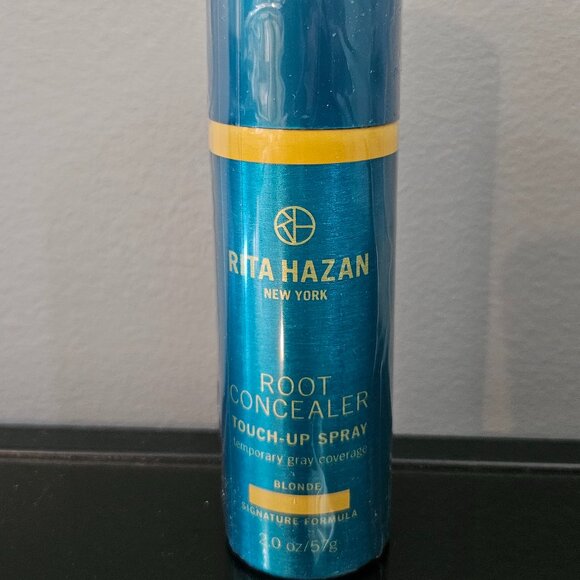 RITA HAZAN
NEW YORK
ROOT
CONCEALER
TOUCH-UP SPRAY
temporary gray coverage
BLONDE
SIGNATURE FORMULA
2.0 oz/57g